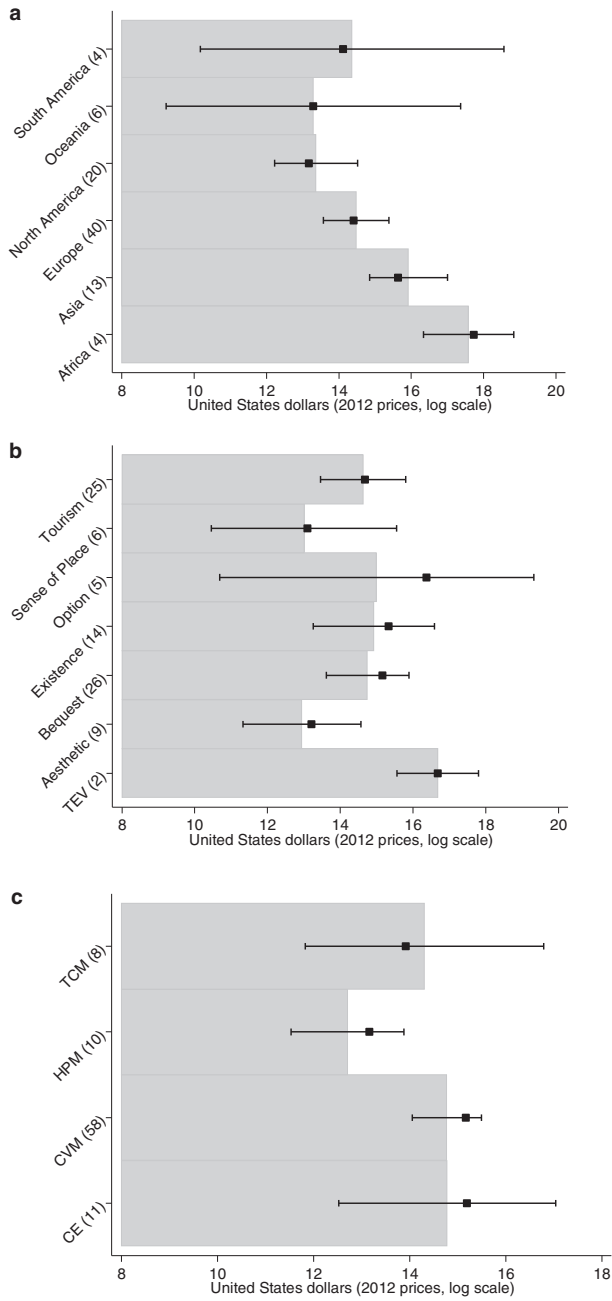 a
South America (4)
Oceania (6)
North America (20)
Europe (40)
Asia (13)
Africa (4)
8 10 12 14 16 18 20
United States dollars (2012 prices, log scale)
b
Tourism (25)
Sense of Place (6)
Option (5)
Existence (14)
Bequest (26)
Aesthetic (9)
TEV (2)
8 10 12 14 16 18 20
United States dollars (2012 prices, log scale)
c
TCM (8)
HPM (10)
CVM (58)
CE (11)
8 10 12 14 16 18
United States dollars (2012 prices, log scale)